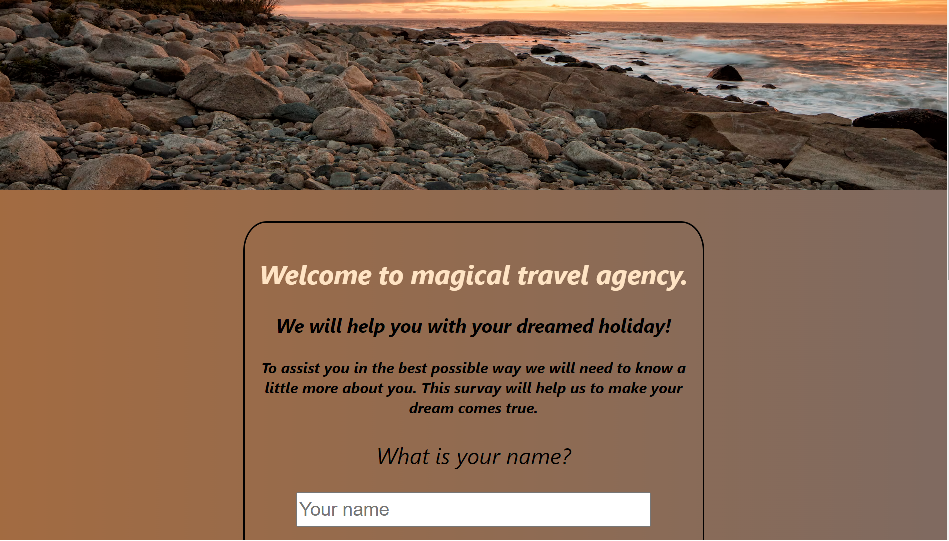 Welcome to magical travel agency.
We will help you with your dreamed holiday!
To assist you in the best possible way we will need to know a
little more about you. This survay will help us to make your
dream comes true.
What is your name?
Your name